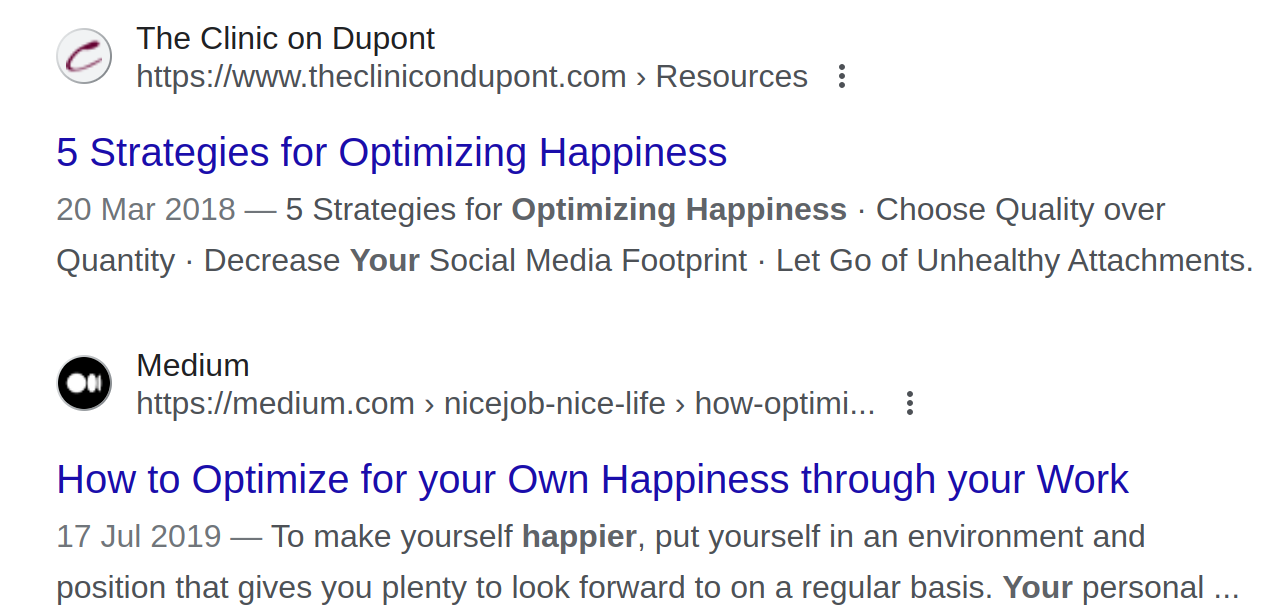 The Clinic on Dupont
https://www.theclinicondupont.com › Resources
5 Strategies for Optimizing Happiness
20 Mar 2018 — 5 Strategies for Optimizing Happiness · Choose Quality over
Quantity · Decrease Your Social Media Footprint · Let Go of Unhealthy Attachments.
Medium
https://medium.com › nicejob-nice-life › how-optimi...
How to Optimize for your Own Happiness through your Work
17 Jul 2019 — To make yourself happier, put yourself in an environment and
position that gives you plenty to look forward to on a regular basis. Your personal ...